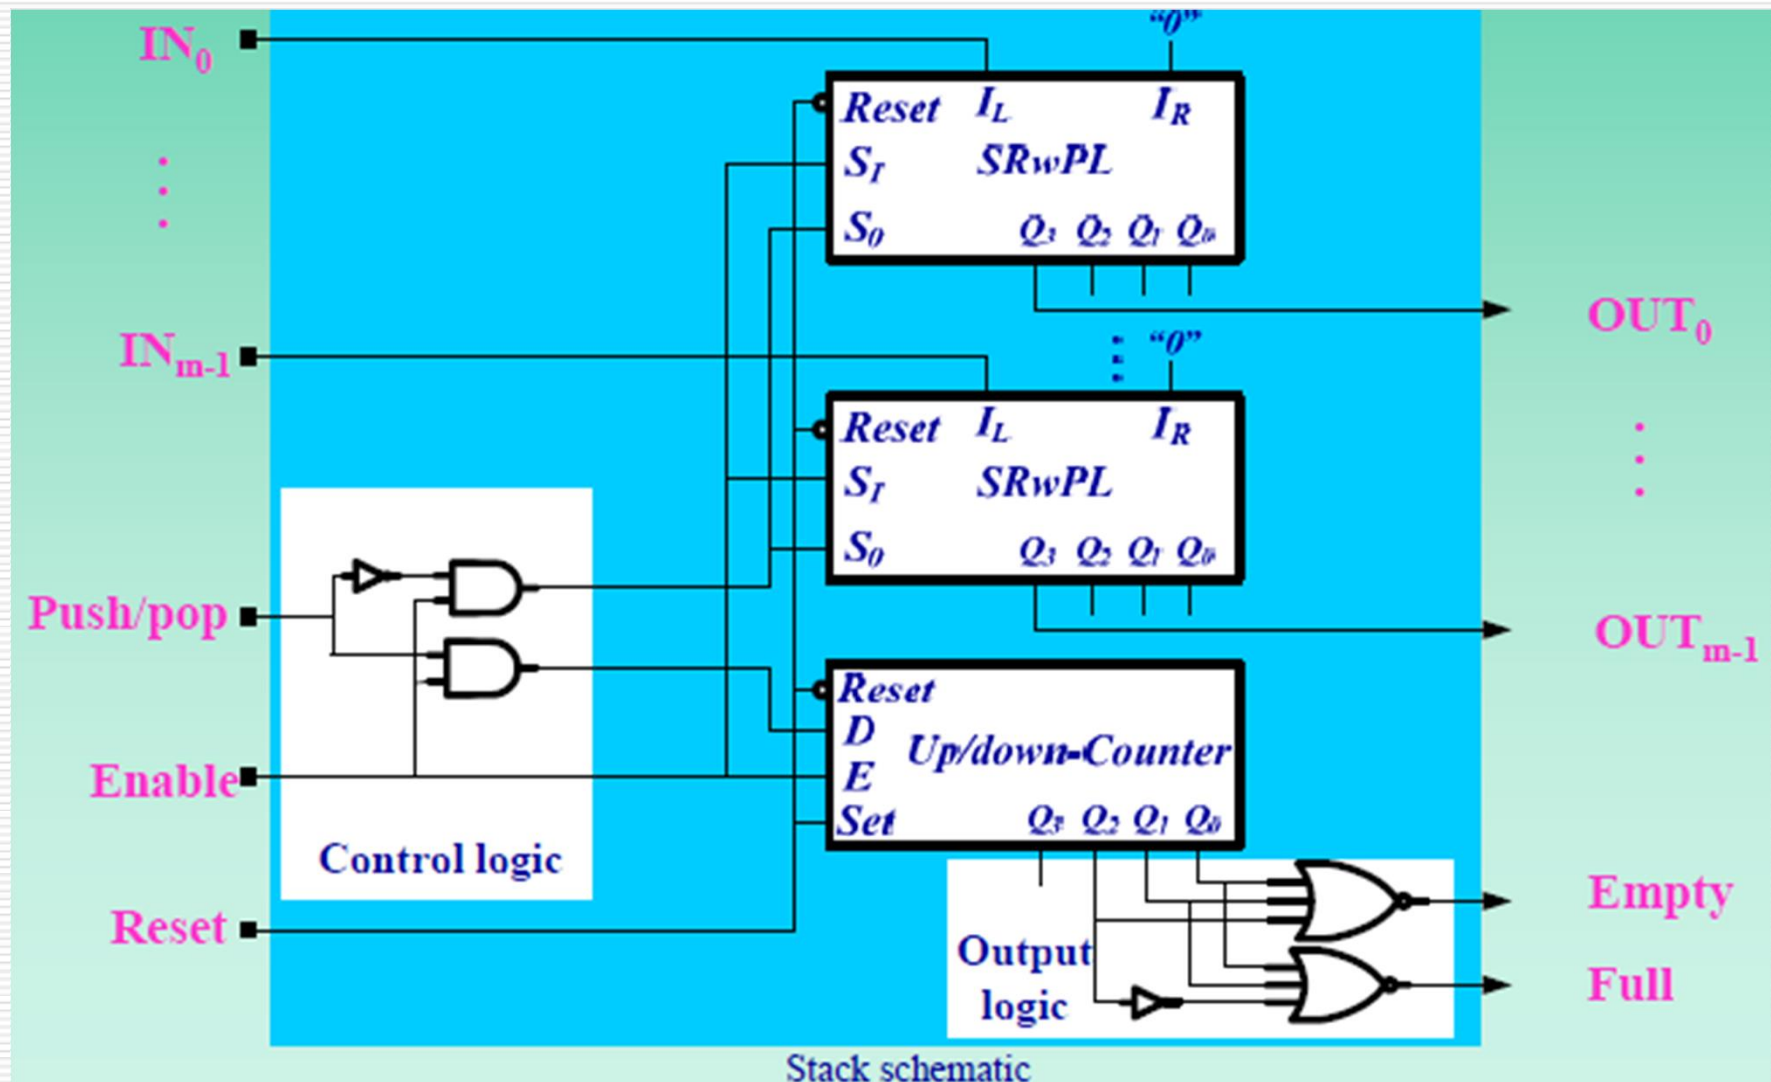 IN0
"0"
Reset IL IR
S1 SRwPL
S0 Q3 Q2 Q1 Q0
OUT0
INm-1
"0"
Reset IL IR
S1 SRwPL
S0 Q3 Q2 Q1 Q0
Push/pop
OUTm-1
Reset
D
Up/down-Counter
Enable
E
Set Q3 Q2 Q1 Q0
Control logic
Empty
Reset
Output
logic
Full
Stack schematic